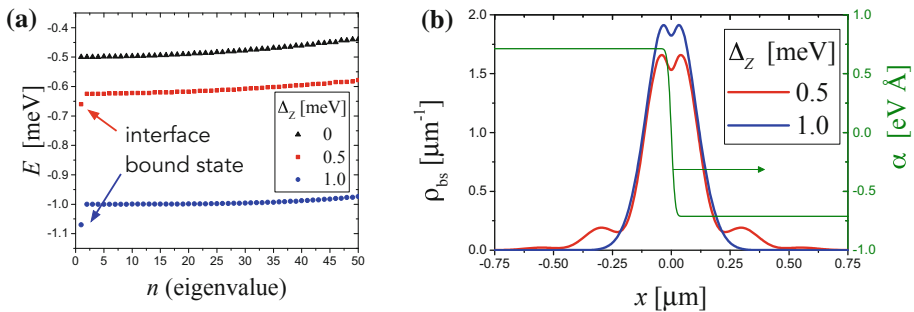 (a)
-0.4
-0.5
-0.6
-0.7
-0.8
-0.9
-1.0
-1.1
E [meV]
interface
bound state
Δ_Z [meV]
0
0.5
1.0
0 5 10 15 20 25 30 35 40 45 50
n (eigenvalue)
(b)
2.0
1.5
1.0
0.5
0.0
ρ_bs [μm⁻¹]
Δ_Z [meV]
0.5
1.0
1.0
0.5
0.0
-0.5
-1.0
α [eV Å]
-0.75 -0.50 -0.25 0.00 0.25 0.50 0.75
x [μm]